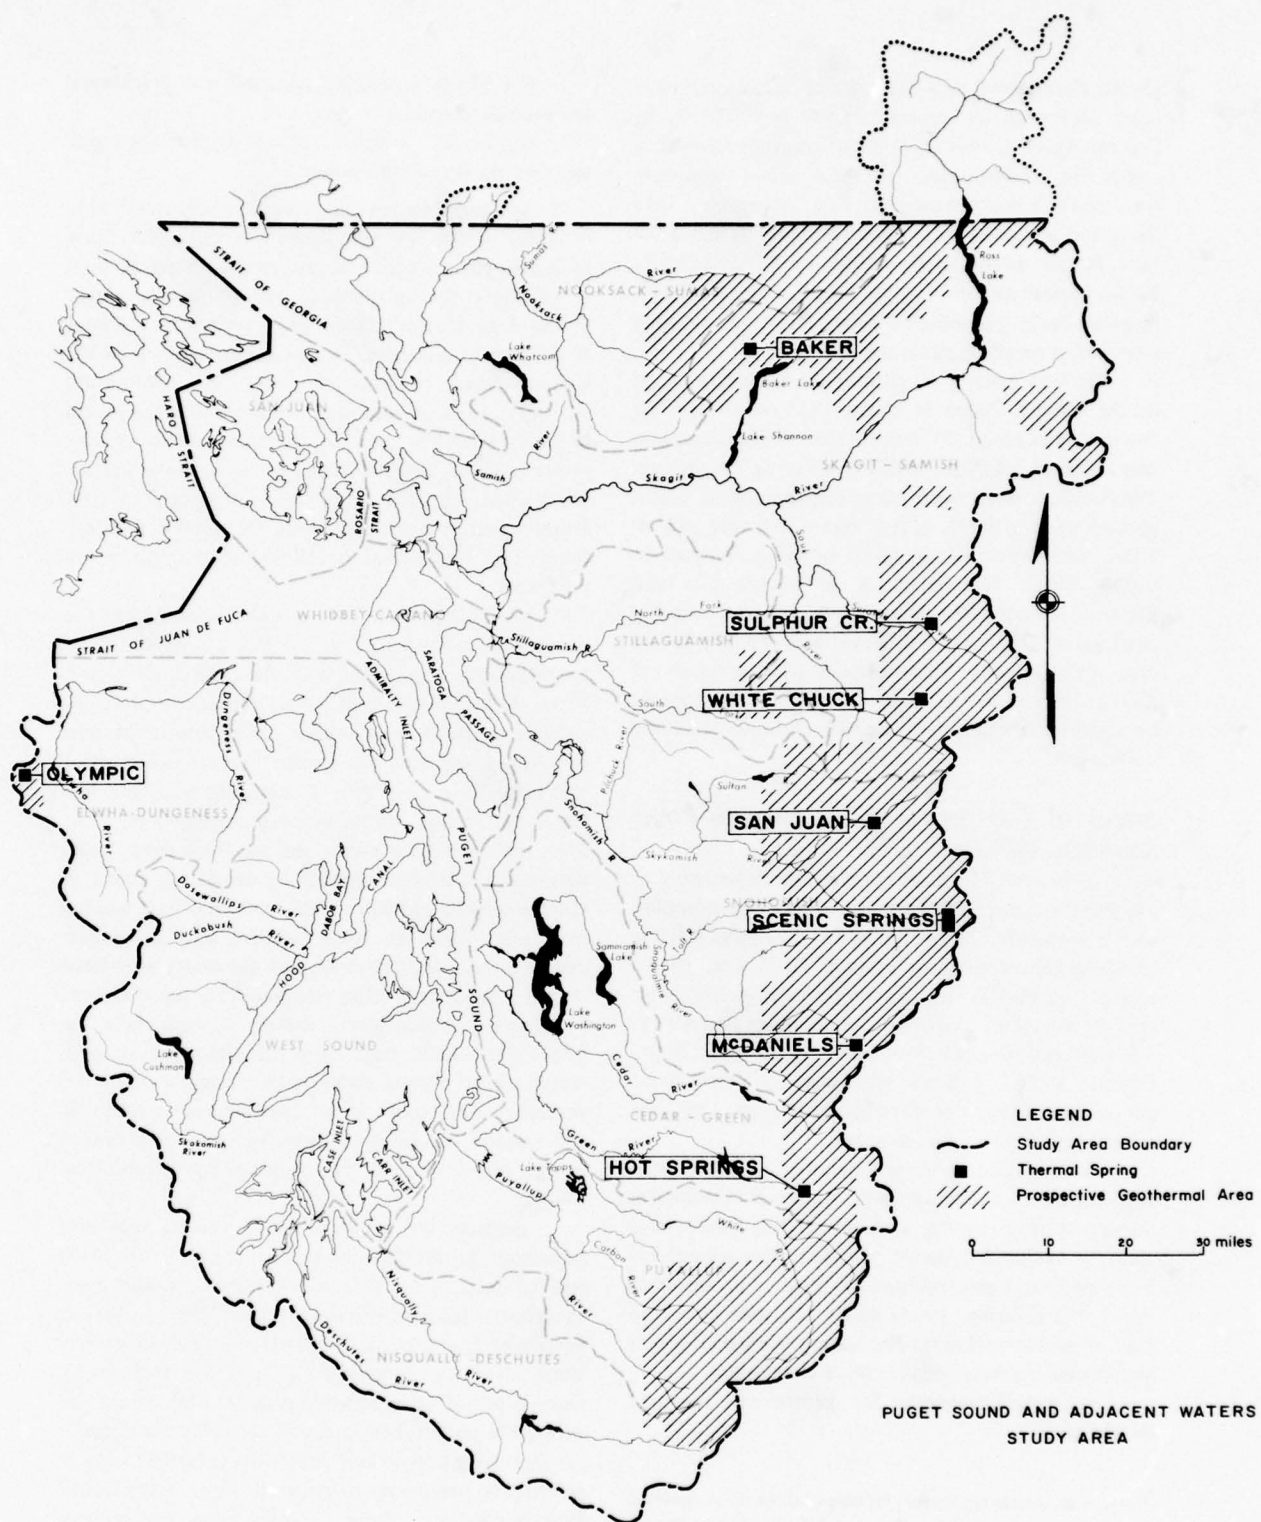 Sumas R.
Ross
Lake
STRAIT OF GEORGIA
River
NOOKSACK - SUMAS
Nooksack
Lake
Whatcom
BAKER
Baker Lake
SAN JUAN
HARO STRAIT
Lake Shannon
River
Samish
SKAGIT - SAMISH
Skagit
River
ROSARIO
STRAIT
Sauk
WHIDBEY-CAMANO
North Fork
SULPHUR CR.
STRAIT OF JUAN DE FUCA
Stillaguamish R.
STILLAGUAMISH
River
ADMIRALTY INLET
SARATOGA PASSAGE
WHITE CHUCK
South
Dungeness River
Pilchuck River
OLYMPIC
Sultan
R.
ELWHA-DUNGENESS
River
Snohomish R.
SAN JUAN
PUGET
Skykomish River
Dosewallips River
DABOB BAY
CANAL
SNOHOMISH
SCENIC SPRINGS
Duckabush River
HOOD
Sammamish
Lake
Tolt R.
Snoqualmie
River
SOUND
Lake
Washington
WEST SOUND
McDANIELS
Lake
Cushman
Cedar River
CEDAR - GREEN
LEGEND
Study Area Boundary
Skokomish
River
CASE INLET
CARR INLET
Green River
HOT SPRINGS
Thermal Spring
Lake Tapps
Puyallup
Prospective Geothermal Area
White
0 10 20 30 miles
Carbon
River
River
Nisqually
Deschutes
NISQUALLY-DESCHUTES
River
River
PUGET SOUND AND ADJACENT WATERS
STUDY AREA